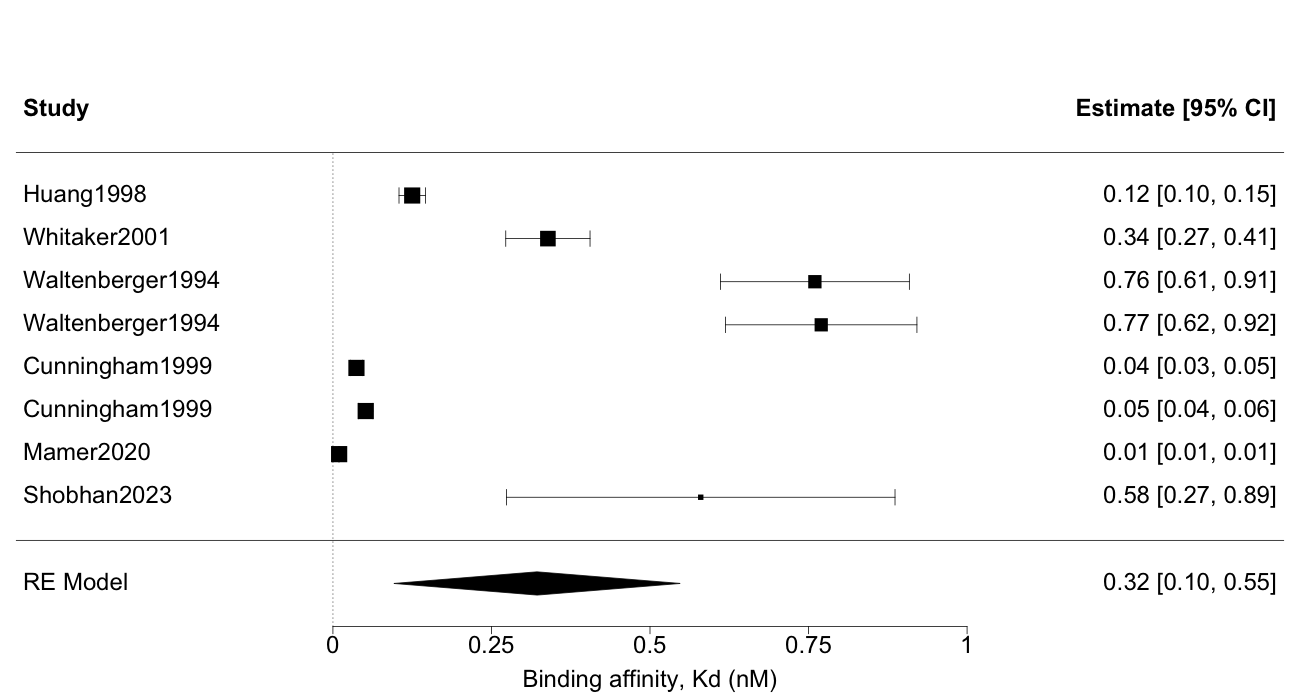 Study Estimate [95% CI]
Huang1998 0.12 [0.10, 0.15]
Whitaker2001 0.34 [0.27, 0.41]
Waltenberger1994 0.76 [0.61, 0.91]
Waltenberger1994 0.77 [0.62, 0.92]
Cunningham1999 0.04 [0.03, 0.05]
Cunningham1999 0.05 [0.04, 0.06]
Mamer2020 0.01 [0.01, 0.01]
Shobhan2023 0.58 [0.27, 0.89]
RE Model 0.32 [0.10, 0.55]
0 0.25 0.5 0.75 1
Binding affinity, Kd (nM)